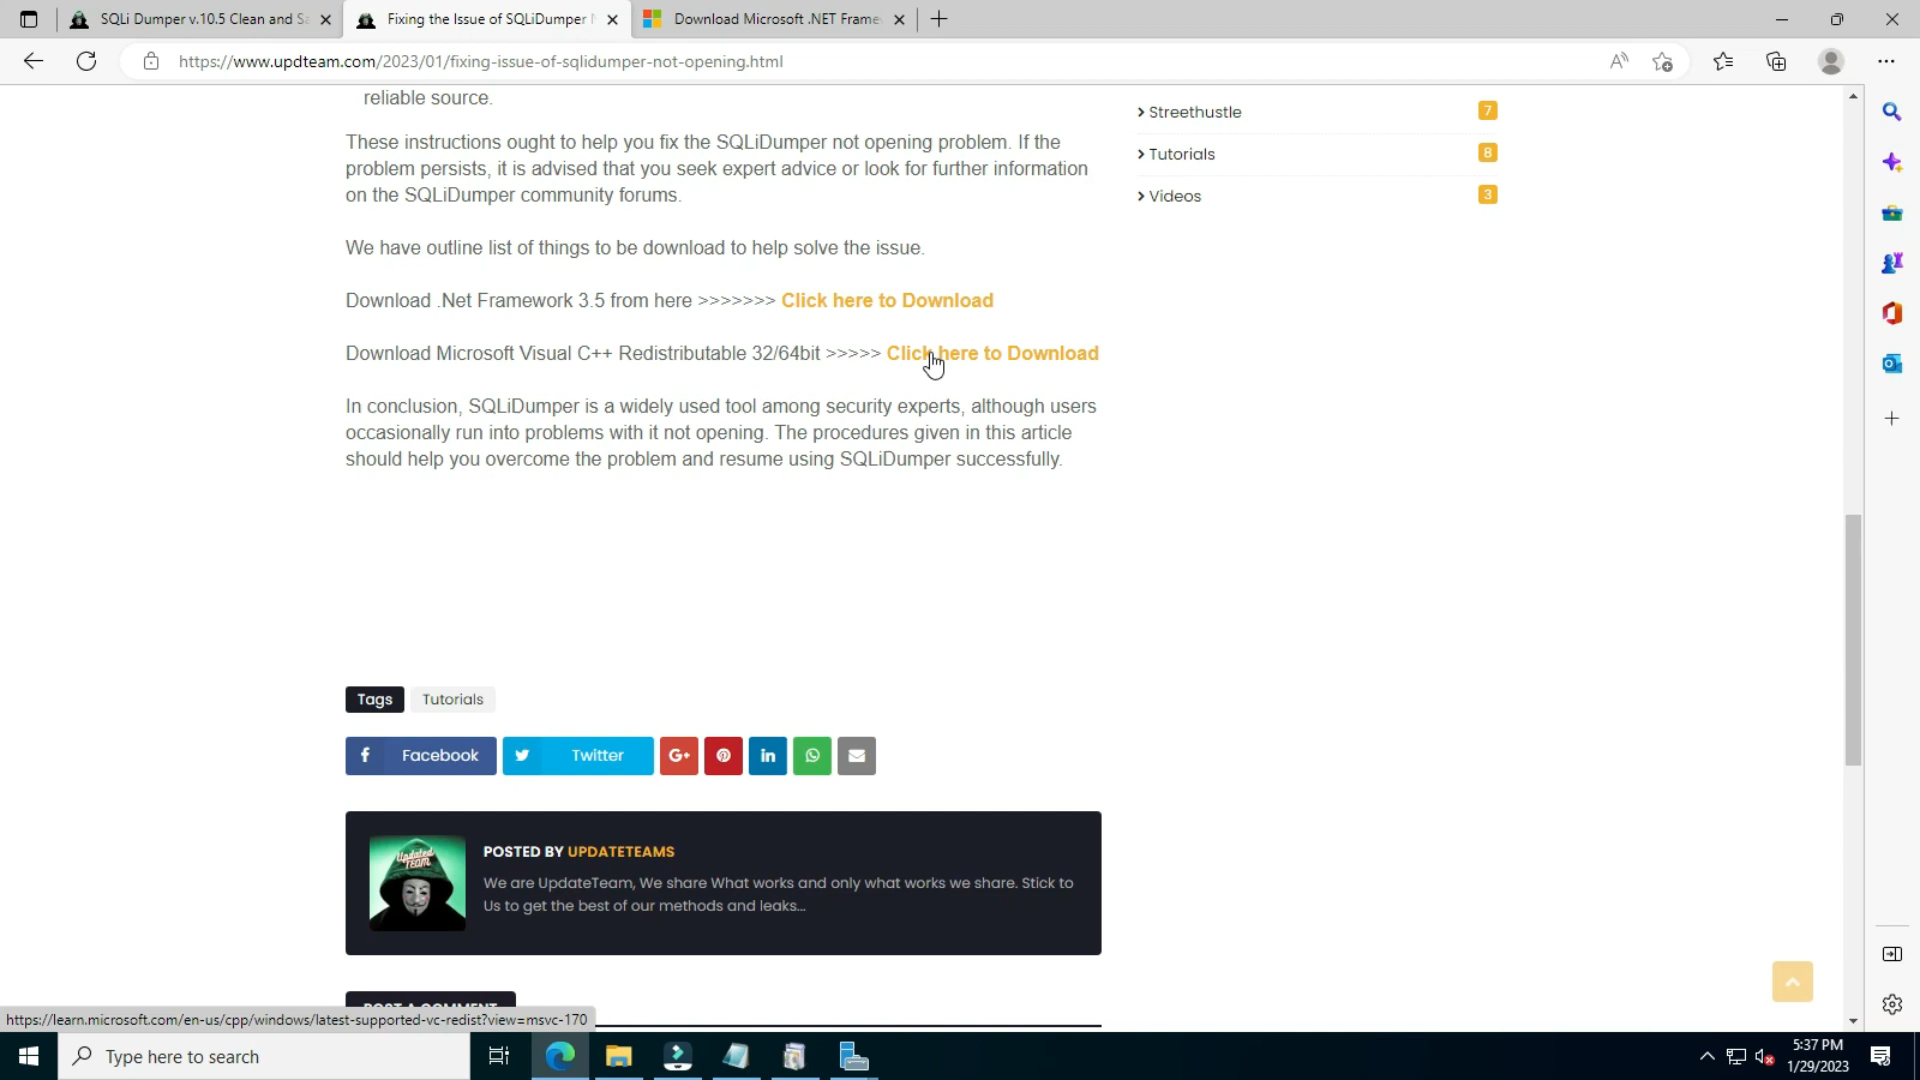 SQLi Dumper v.10.5 Clean and S
Fixing the Issue of SQLiDumper
Download Microsoft .NET Frame
https://www.updteam.com/2023/01/fixing-issue-of-sqlidumper-not-opening.html
reliable source.
These instructions ought to help you fix the SQLiDumper not opening problem. If the
problem persists, it is advised that you seek expert advice or look for further information
on the SQLiDumper community forums.
We have outline list of things to be download to help solve the issue.
Download .Net Framework 3.5 from here >>>>>>> Click here to Download
Download Microsoft Visual C++ Redistributable 32/64bit >>>>> Click here to Download
In conclusion, SQLiDumper is a widely used tool among security experts, although users
occasionally run into problems with it not opening. The procedures given in this article
should help you overcome the problem and resume using SQLiDumper successfully.
> Streethustle 7
> Tutorials 8
> Videos 3
Tags Tutorials
Facebook Twitter G+ in
Updated
TEAM
POSTED BY UPDATETEAMS
We are UpdateTeam, We share What works and only what works we share. Stick to
Us to get the best of our methods and leaks...
POST A COMMENT
https://learn.microsoft.com/en-us/cpp/windows/latest-supported-vc-redist?view=msvc-170
Type here to search
5:37 PM
1/29/2023